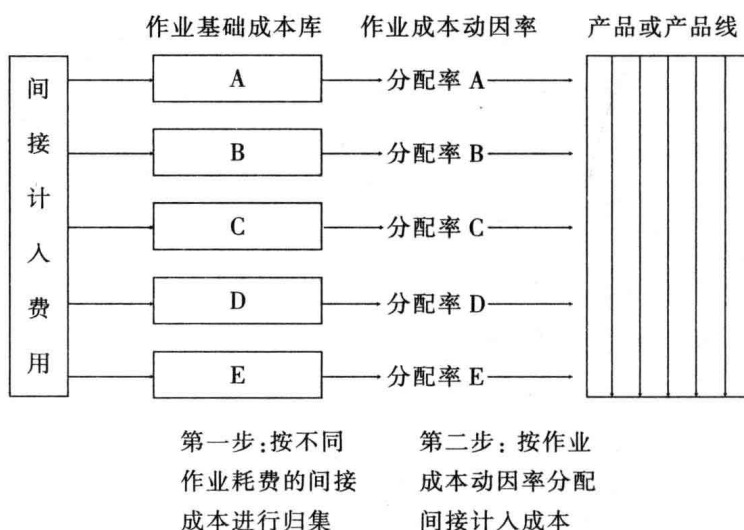 作业基础成本库 作业成本动因率 产品或产品线
间
接
计
入
费
用
A 分配率 A
B 分配率 B
C 分配率 C
D 分配率 D
E 分配率 E
第一步:按不同 第二步: 按作业
作业耗费的间接 成本动因率分配
成本进行归集 间接计入成本